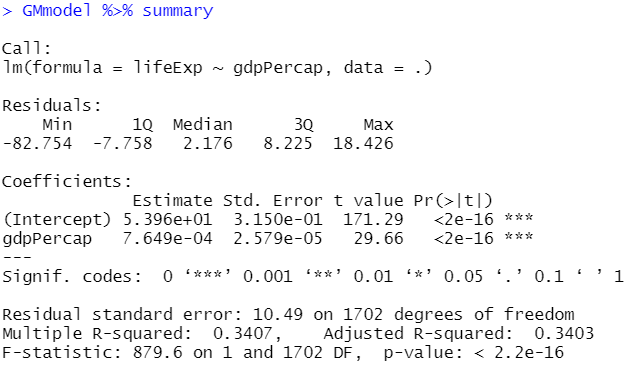 > GMmodel %>% summary
Call:
lm(formula = lifeExp ~ gdpPercap, data = .)
Residuals:
    Min      1Q  Median      3Q     Max
-82.754  -7.758   2.176   8.225  18.426
Coefficients:
             Estimate Std. Error t value Pr(>|t|)
(Intercept) 5.396e+01  3.150e-01  171.29   <2e-16 ***
gdpPercap   7.649e-04  2.579e-05   29.66   <2e-16 ***
---
Signif. codes:  0 ‘***’ 0.001 ‘**’ 0.01 ‘*’ 0.05 ‘.’ 0.1 ‘ ’ 1
Residual standard error: 10.49 on 1702 degrees of freedom
Multiple R-squared:  0.3407,    Adjusted R-squared:  0.3403
F-statistic: 879.6 on 1 and 1702 DF,  p-value: < 2.2e-16